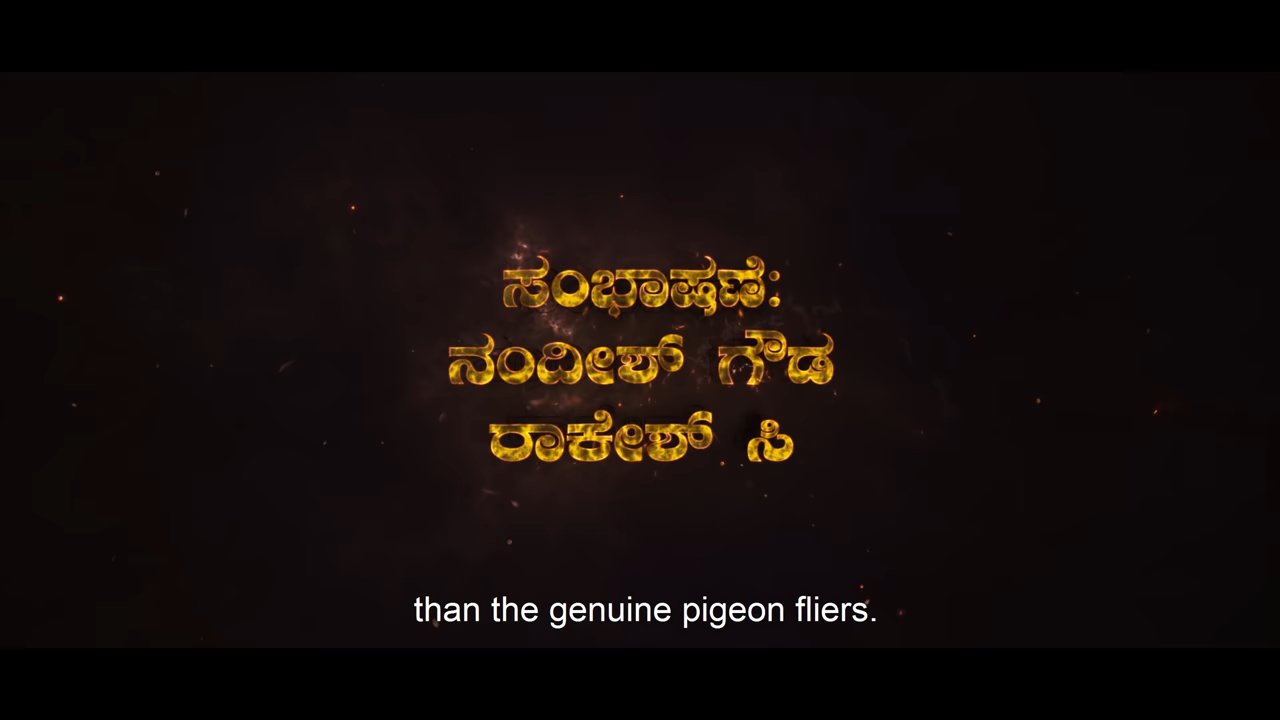 ಸಂಭಾಷಣೆ:
ನಂದೀಶ್ ಗೌಡ
ರಾಕೇಶ್ ಸಿ
than the genuine pigeon fliers.